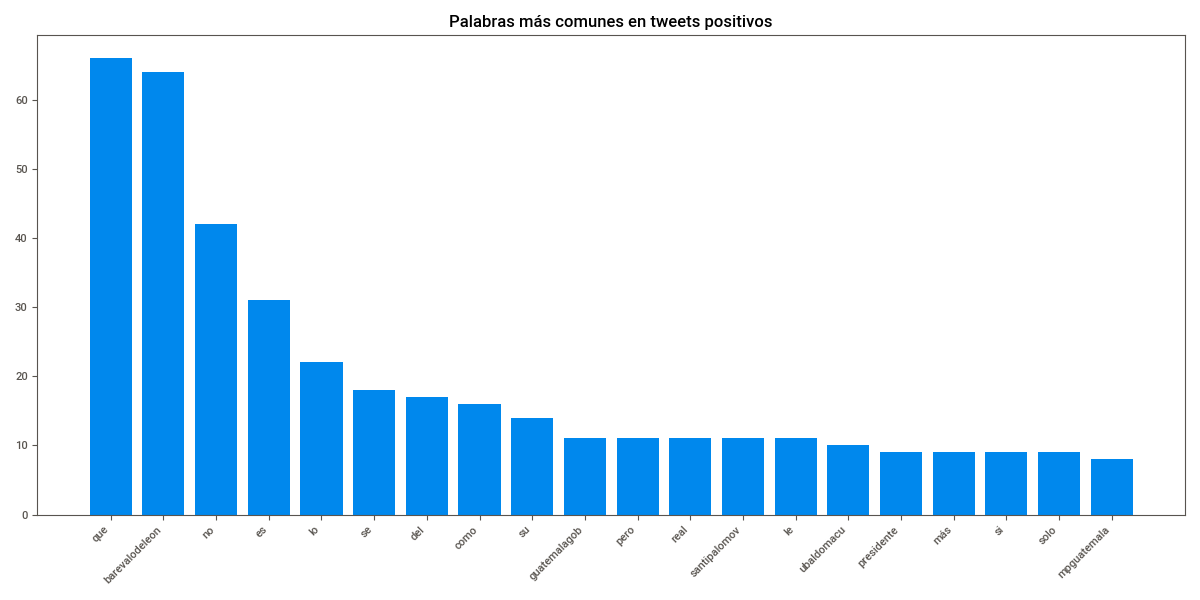 Palabras más comunes en tweets positivos
60
50
40
30
20
10
0
que
barevalodeleon
no
es
lo
se
del
como
su
guatemalagob
pero
real
santipalomov
le
ubaldomacu
presidente
más
si
solo
mpguatemala